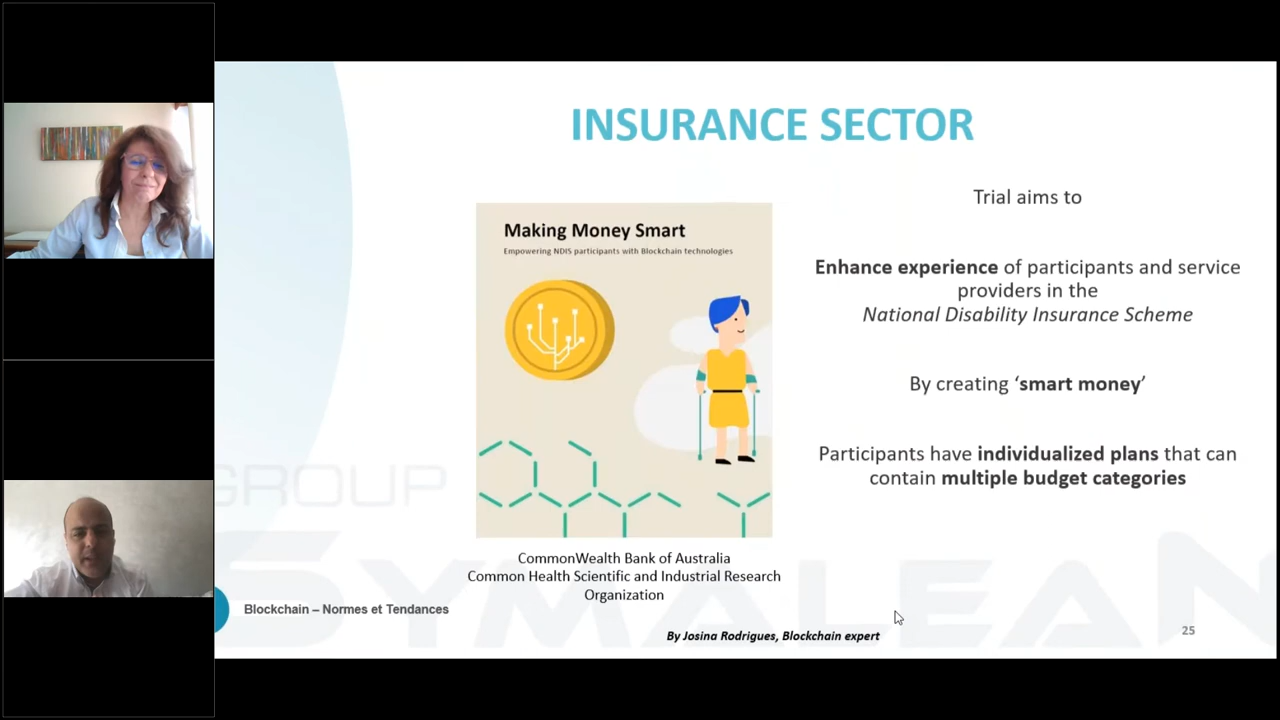 INSURANCE SECTOR
Making Money Smart
Empowering NDIS participants with Blockchain technologies
Trial aims to
Enhance experience of participants and service
providers in the
National Disability Insurance Scheme
By creating ‘smart money’
Participants have individualized plans that can
contain multiple budget categories
GROUP
SYMALEAN
CommonWealth Bank of Australia
Common Health Scientific and Industrial Research
Organization
Blockchain – Normes et Tendances
By Josina Rodrigues, Blockchain expert
25